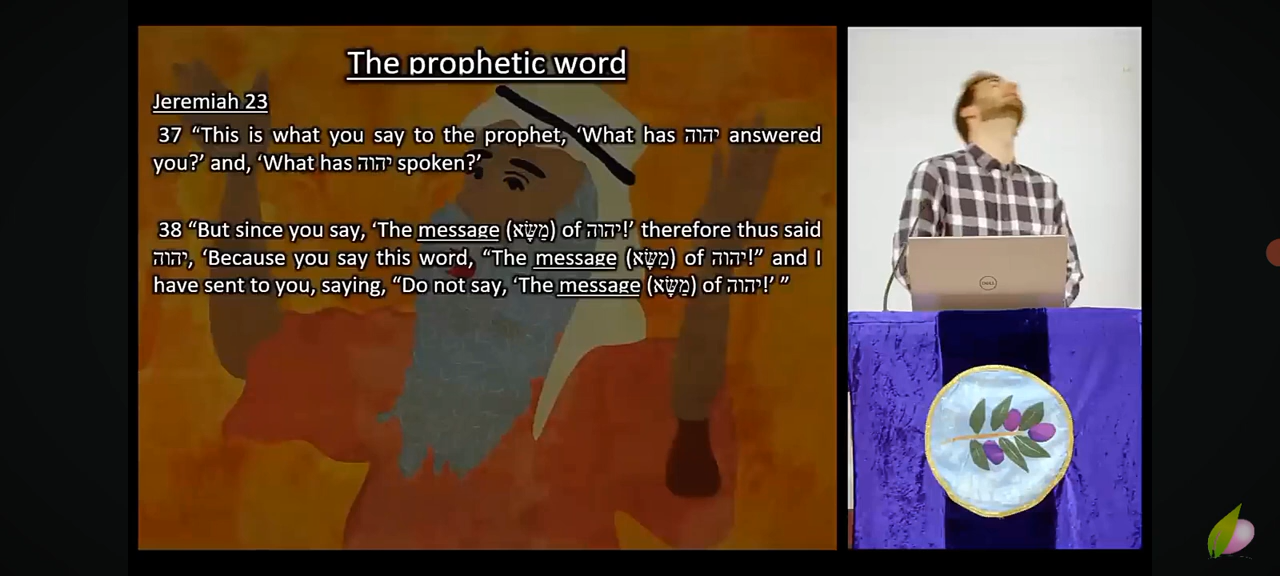 The prophetic word
Jeremiah 23
37 “This is what you say to the prophet, ‘What has יהוה answered
you?’ and, ‘What has יהוה spoken?’
38 “But since you say, ‘The message (מַשָּׂא) of יהוה!’ therefore thus said
יהוה, ‘Because you say this word, “The message (מַשָּׂא) of יהוה!” and I
have sent to you, saying, “Do not say, ‘The message (מַשָּׂא) of יהוה!’ ”
DELL